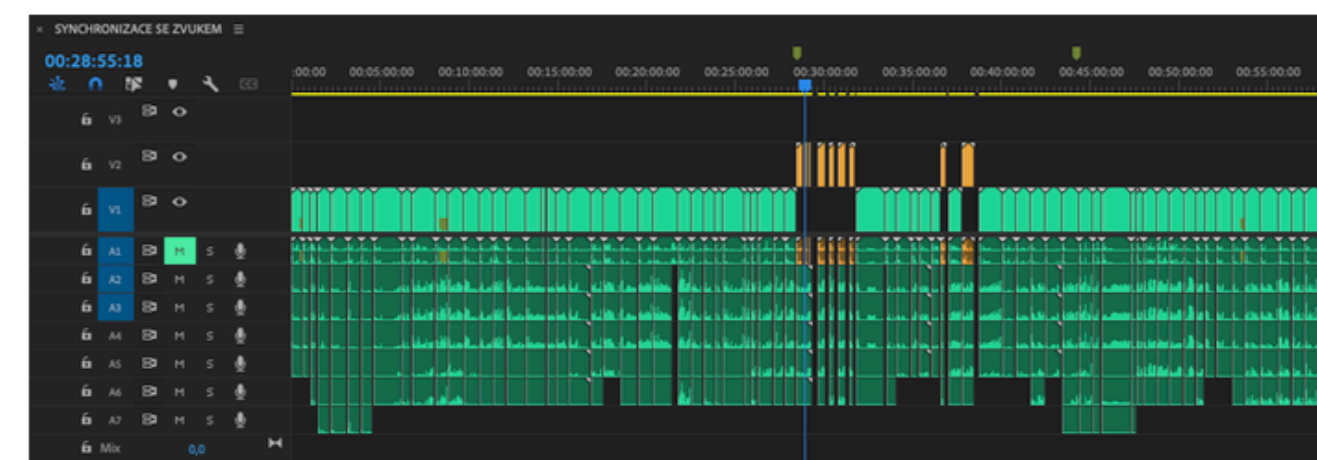 × SYNCHRONIZACE SE ZVUKEM ≡
00:28:55:18
:00:00 00:05:00:00 00:10:00:00 00:15:00:00 00:20:00:00 00:25:00:00 00:30:00:00 00:35:00:00 00:40:00:00 00:45:00:00 00:50:00:00 00:55:00:00
V3
V2
V1
A1 M S
A2 M S
A3 M S
A4 M S
A5 M S
A6 M S
A7 M S
Mix 0,0